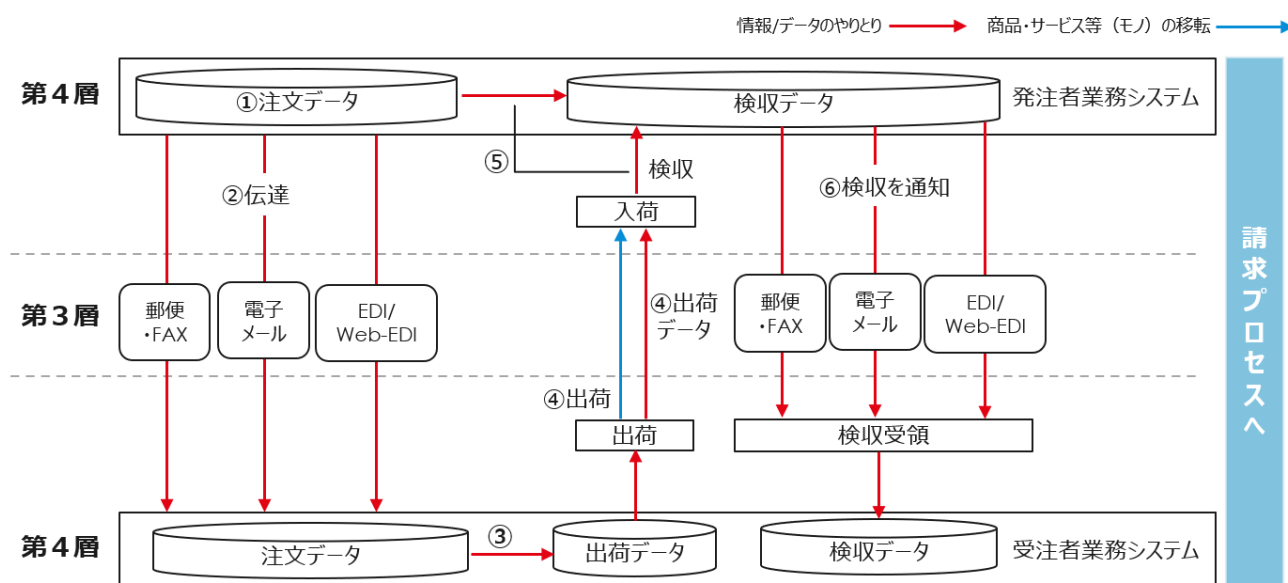 情報/データのやりとり
商品・サービス等(モノ)の移転
第4層
①注文データ
検収データ
発注者業務システム
⑤
検収
②伝達
⑥検収を通知
入荷
請求プロセスへ
第3層
郵便
・FAX
電子
メール
EDI/
Web-EDI
④出荷
データ
郵便
・FAX
電子
メール
EDI/
Web-EDI
④出荷
出荷
検収受領
第4層
注文データ
③
出荷データ
検収データ
受注者業務システム